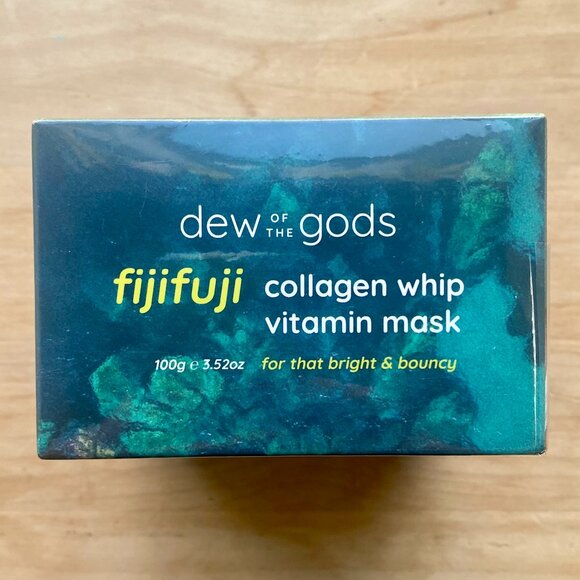 dew OF THE gods
fijifuji collagen whip
vitamin mask
100g e 3.52oz for that bright & bouncy